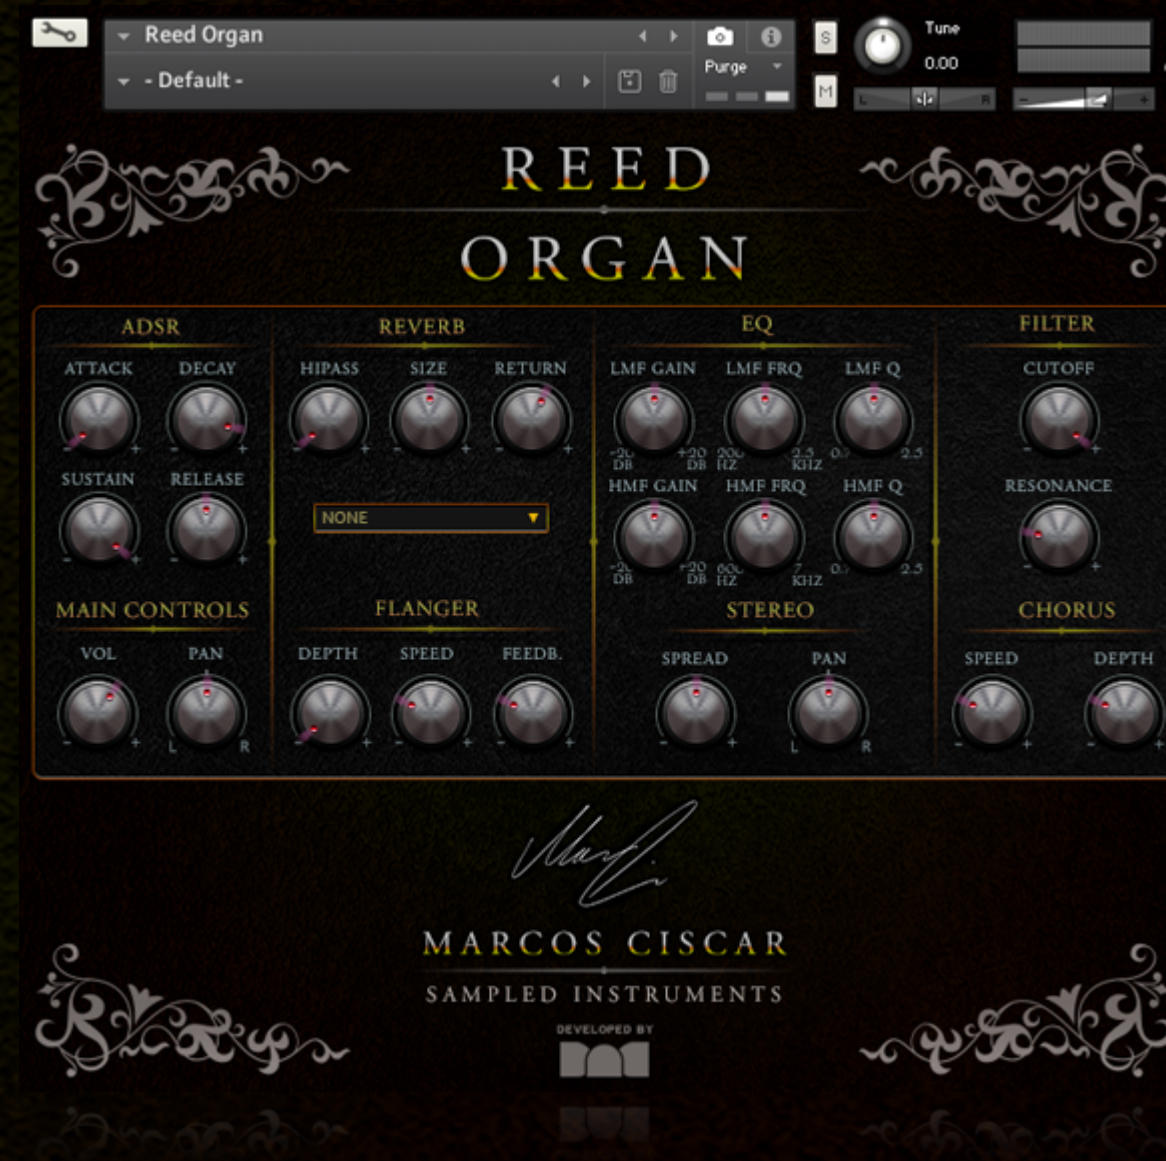 Reed Organ
- Default -
Purge
S
M
Tune
0.00
L R
- +
REED
ORGAN
ADSR REVERB EQ FILTER
ATTACK DECAY HIPASS SIZE RETURN LMF GAIN LMF FRQ LMF Q CUTOFF
- + - + - + - + - + -20 DB +20 DB 200 HZ 2.5 KHZ 2.5 - +
SUSTAIN RELEASE HMF GAIN HMF FRQ HMF Q RESONANCE
NONE
- + - + -20 DB +20 DB 600 HZ 7 KHZ 2.5 - +
MAIN CONTROLS FLANGER STEREO CHORUS
VOL PAN DEPTH SPEED FEEDB. SPREAD PAN SPEED DEPTH
- + L R - + - + - + - + L R - + - +
MARCOS CISCAR
SAMPLED INSTRUMENTS
DEVELOPED BY